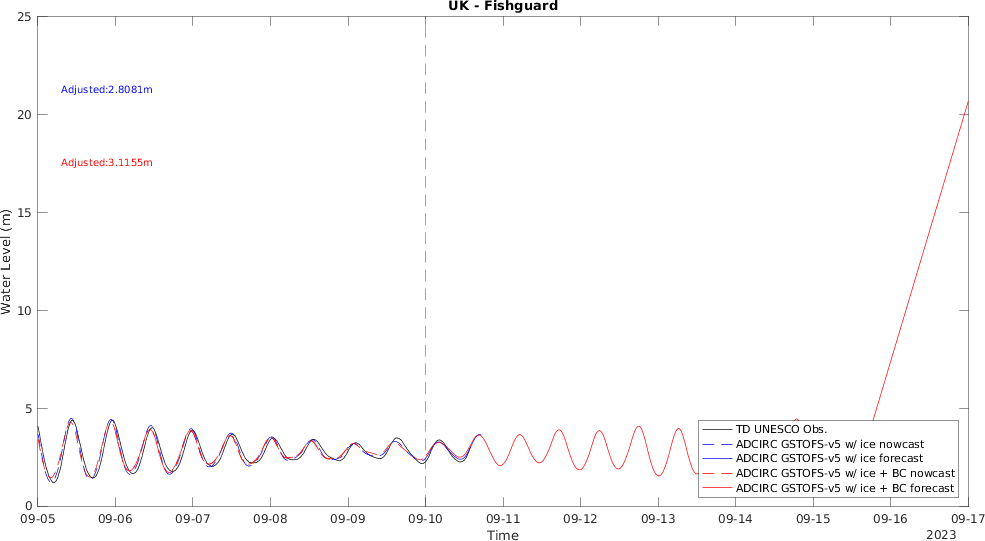 UK - Fishguard
25
20
15
10
5
0
Water Level (m)
Adjusted:2.8081m
Adjusted:3.1155m
TD UNESCO Obs.
ADCIRC GSTOFS-v5 w/ ice nowcast
ADCIRC GSTOFS-v5 w/ ice forecast
ADCIRC GSTOFS-v5 w/ ice + BC nowcast
ADCIRC GSTOFS-v5 w/ ice + BC forecast
09-05 09-06 09-07 09-08 09-09 09-10 09-11 09-12 09-13 09-14 09-15 09-16 09-17
Time
2023